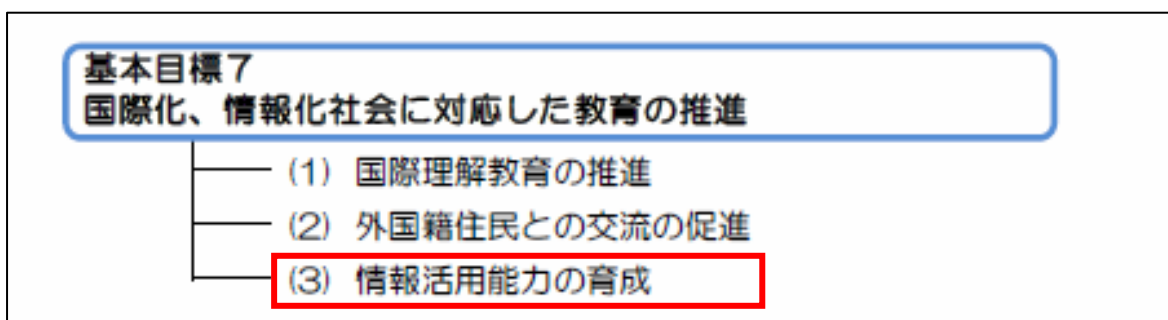 基本目標7
国際化、情報化社会に対応した教育の推進
(1) 国際理解教育の推進
(2) 外国籍住民との交流の促進
(3) 情報活用能力の育成